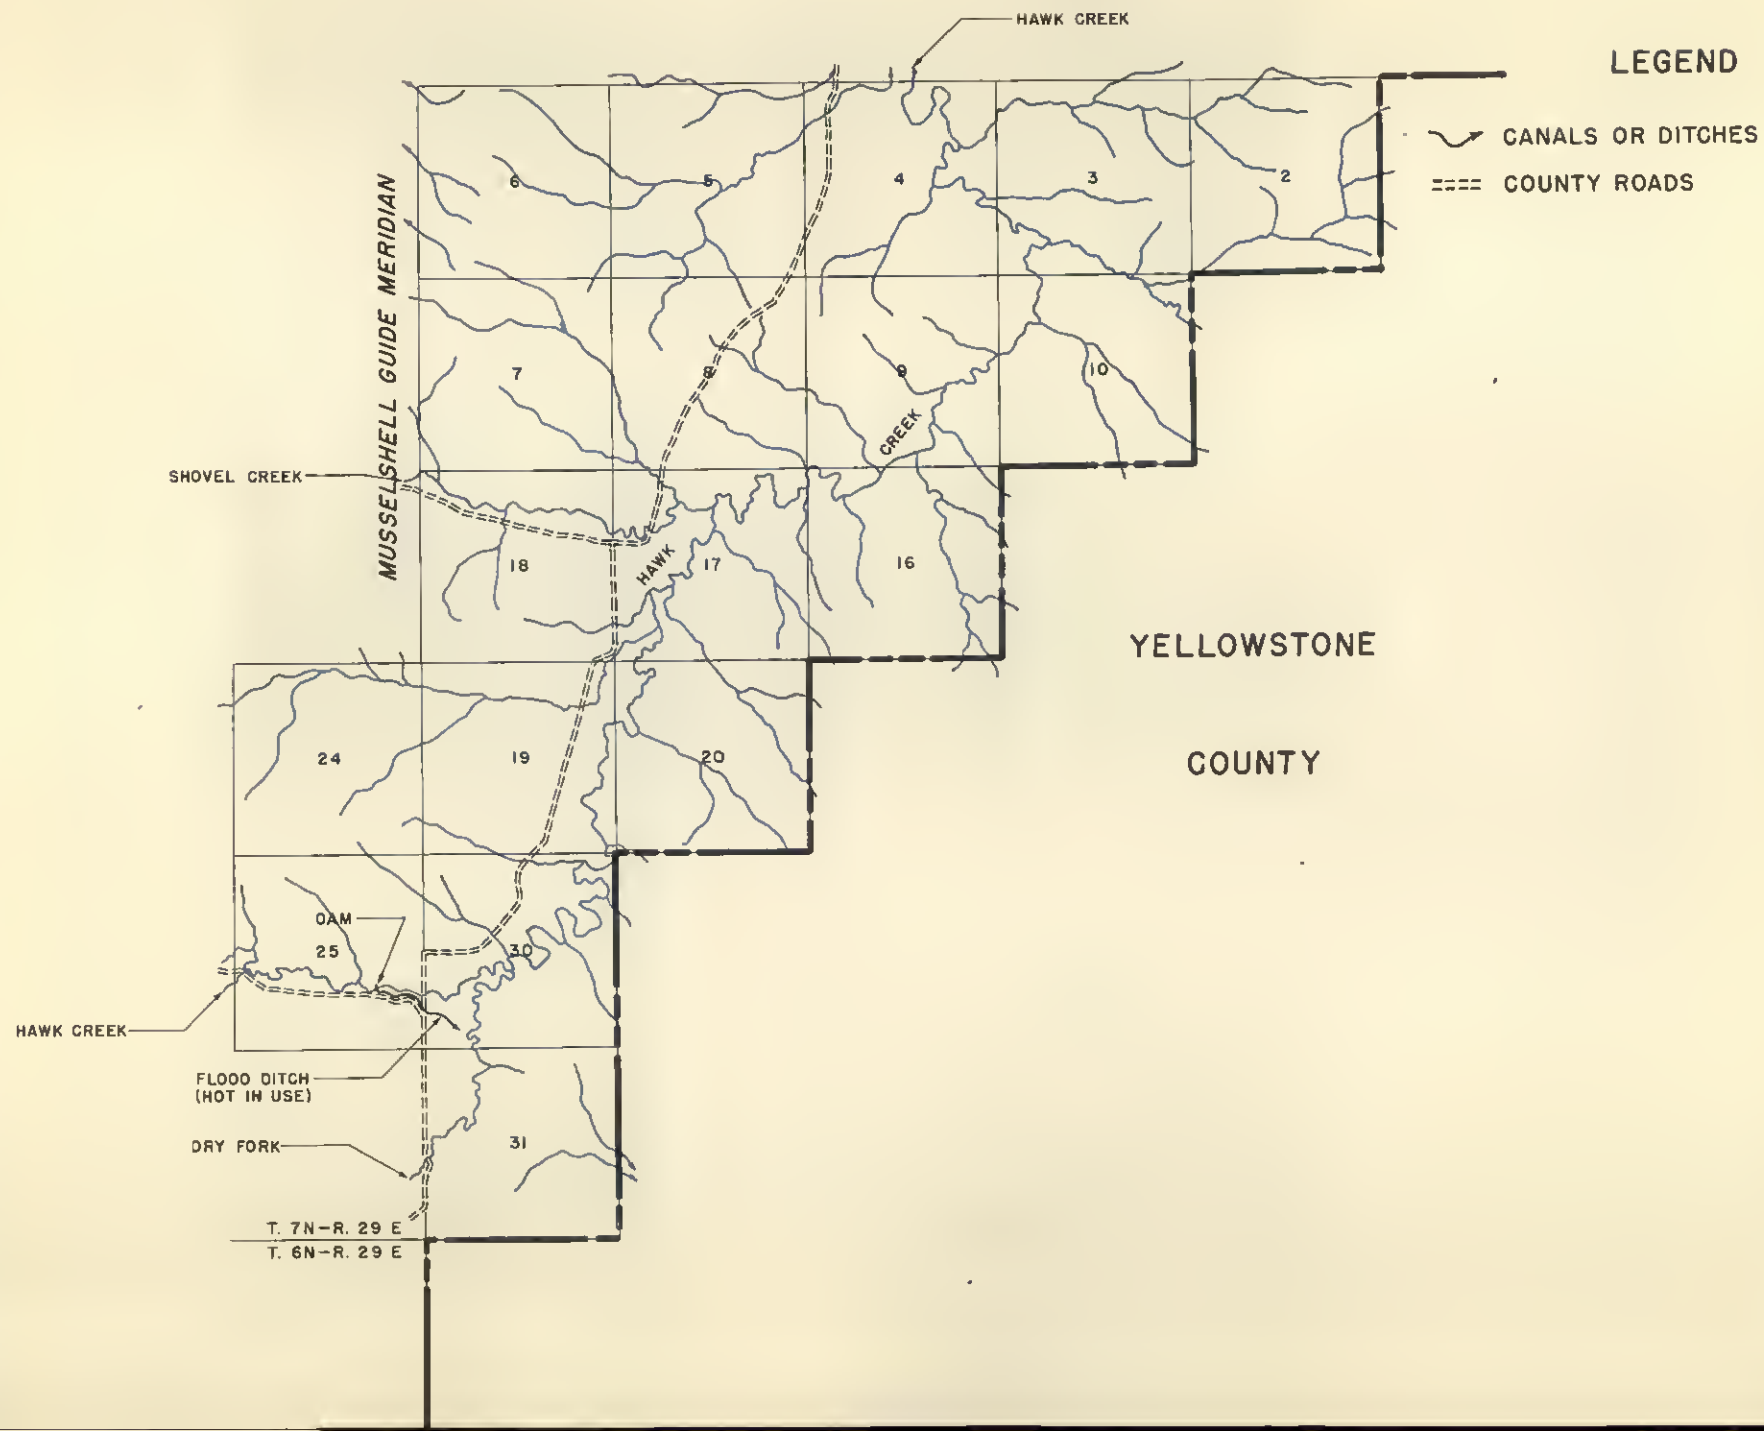 HAWK CREEK
LEGEND
CANALS OR DITCHES
COUNTY ROADS
MUSSELSHELL GUIDE MERIDIAN
6
5
4
3
2
7
8
9
10
CREEK
SHOVEL CREEK
HAWK
18
17
16
YELLOWSTONE
COUNTY
24
19
20
DAM
25
30
HAWK CREEK
FLOOD DITCH
(NOT IN USE)
DRY FORK
31
T. 7N-R. 29 E
T. 6N-R. 29 E